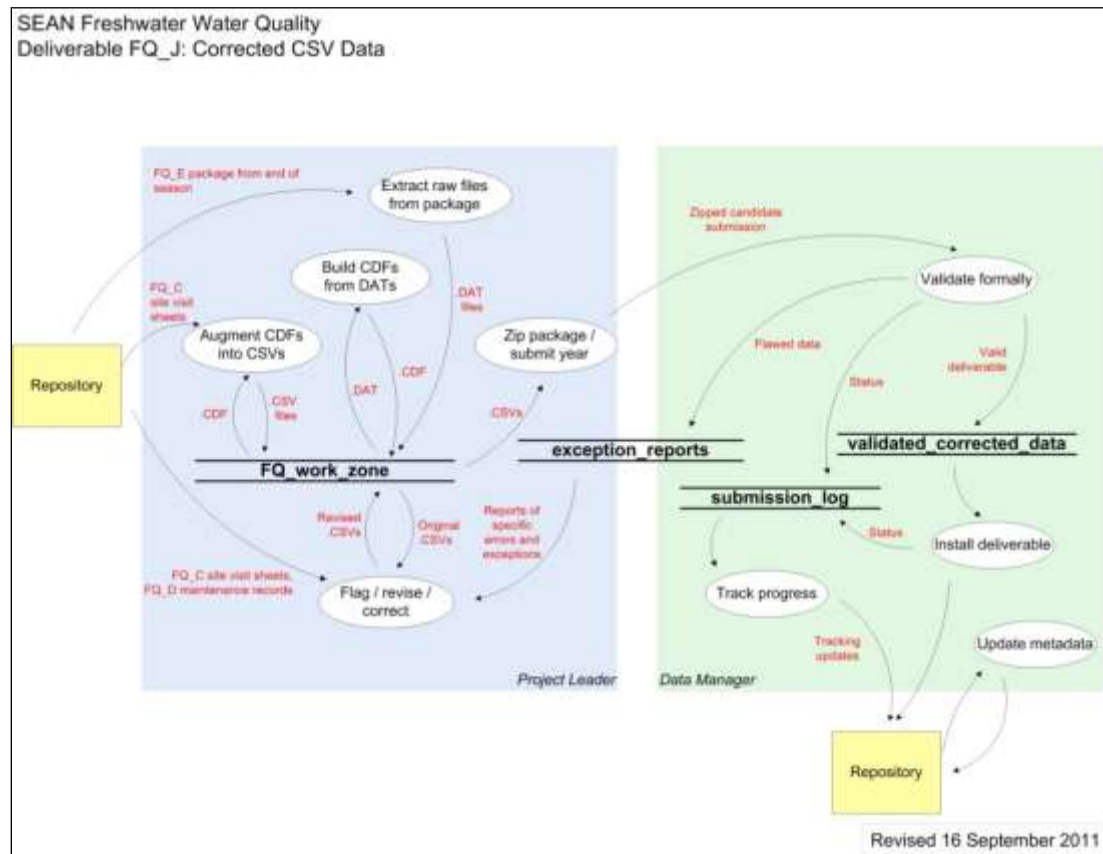 SEAN Freshwater Water Quality
Deliverable FQ_J: Corrected CSV Data
FQ_E package from end of
season
Extract raw files
from package
Zipped candidate
submission
Build CDFs
from DATs
Validate formally
FQ_C
site visit
sheets
.DAT
files
Augment CDFs
into CSVs
Zip package /
submit year
Flawed data
Valid
deliverable
Repository
.CDF
.DAT
Status
.CDF
.CSV
files
.CSVs
exception_reports
validated_corrected_data
FQ_work_zone
submission_log
Revised
.CSVs
Original
.CSVs
Reports of
specific
errors and
exceptions
Status
Install deliverable
FQ_C site visit sheets,
FQ_D maintenance records
Flag / revise /
correct
Track progress
Tracking
updates
Update metadata
Project Leader
Data Manager
Repository
Revised 16 September 2011